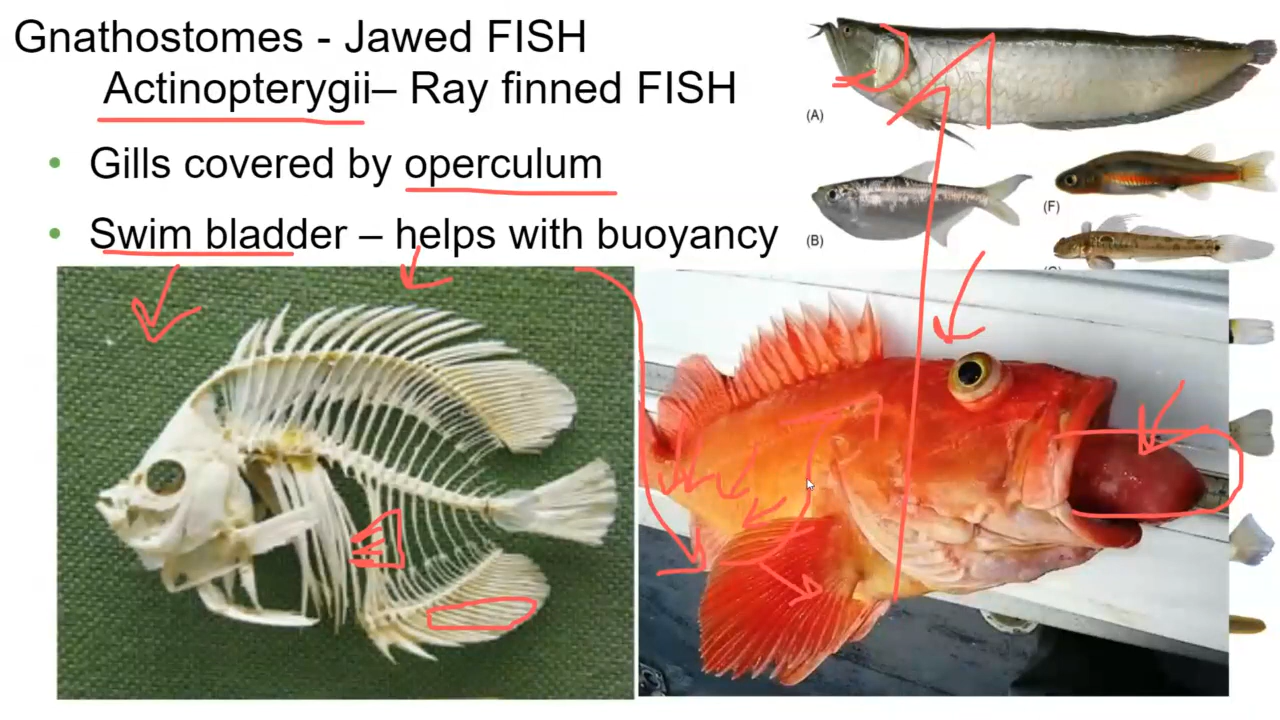 Gnathostomes - Jawed FISH
Actinopterygii– Ray finned FISH
• Gills covered by operculum
• Swim bladder – helps with buoyancy
(A)
(B)
(F)